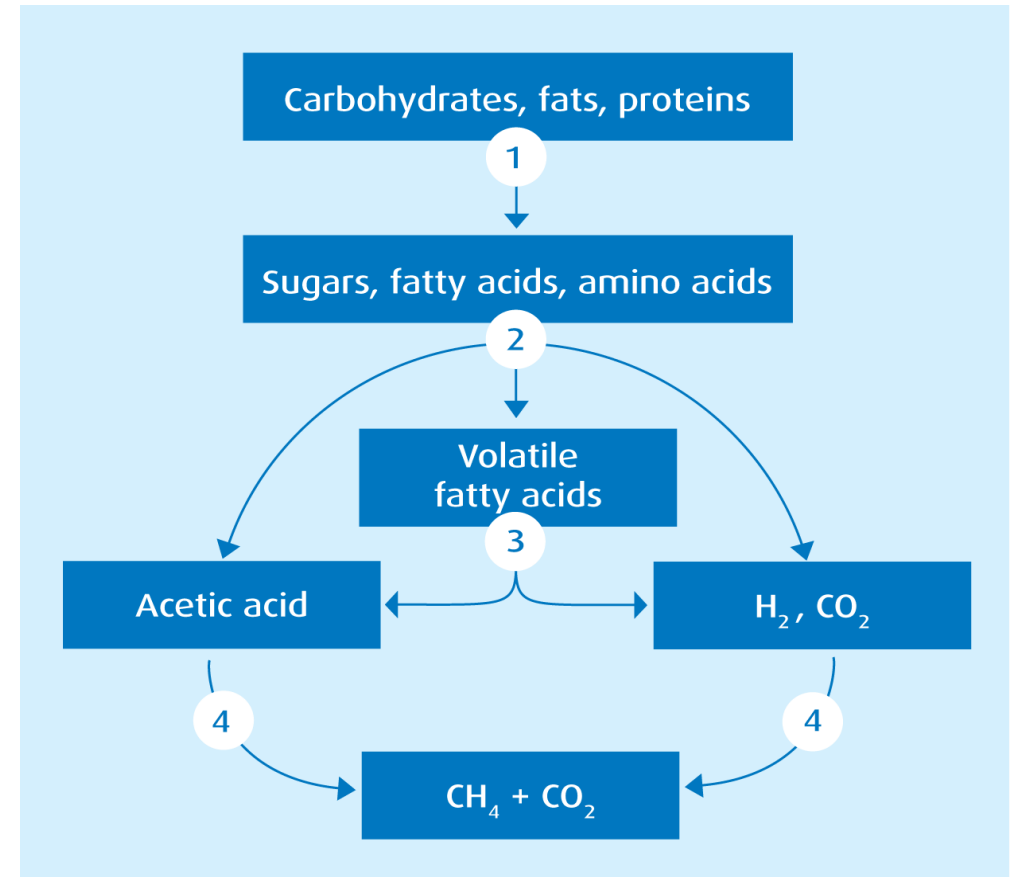 Carbohydrates, fats, proteins
1
Sugars, fatty acids, amino acids
2
Volatile
fatty acids
3
Acetic acid
H₂, CO₂
4
4
CH₄ + CO₂